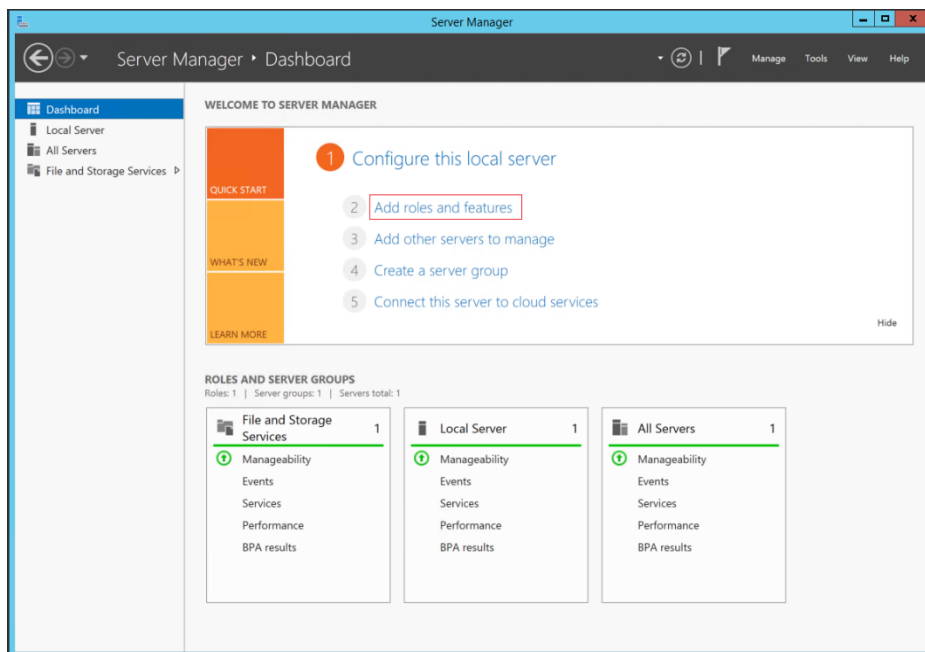 Server Manager
Server Manager • Dashboard
Manage Tools View Help
Dashboard
Local Server
All Servers
File and Storage Services
WELCOME TO SERVER MANAGER
QUICK START
WHAT'S NEW
LEARN MORE
1 Configure this local server
2 Add roles and features
3 Add other servers to manage
4 Create a server group
5 Connect this server to cloud services
Hide
ROLES AND SERVER GROUPS
Roles: 1 | Server groups: 1 | Servers total: 1
File and Storage
Services 1
Manageability
Events
Services
Performance
BPA results
Local Server 1
Manageability
Events
Services
Performance
BPA results
All Servers 1
Manageability
Events
Services
Performance
BPA results